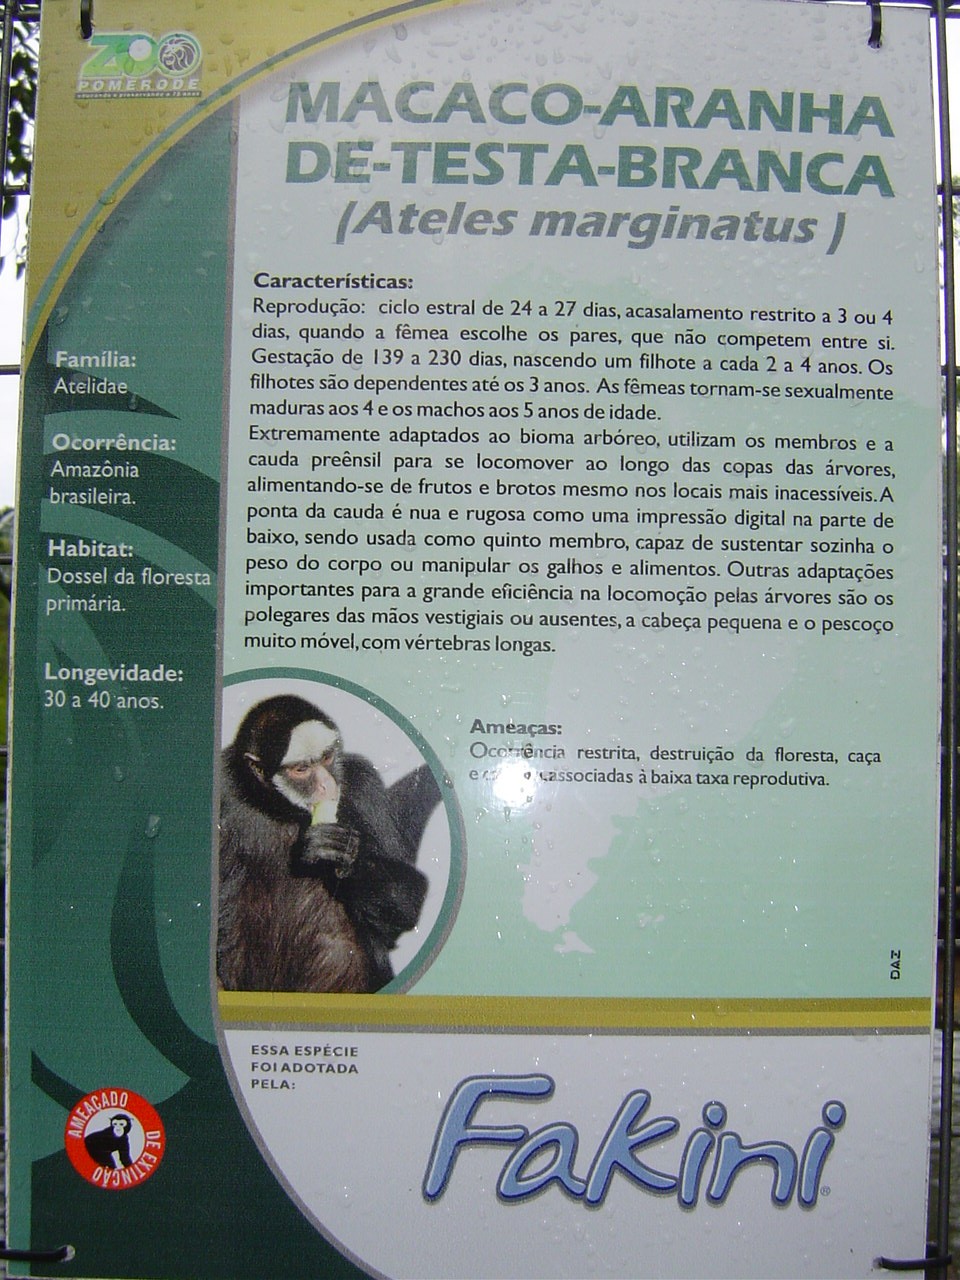 ZOO
POMERODE
MACACO-ARANHA
DE-TESTA-BRANCA
(Ateles marginatus)
Características:
Reprodução: ciclo estral de 24 a 27 dias, acasalamento restrito a 3 ou 4
dias, quando a fêmea escolhe os pares, que não competem entre si.
Gestação de 139 a 230 dias, nascendo um filhote a cada 2 a 4 anos. Os
filhotes são dependentes até os 3 anos. As fêmeas tornam-se sexualmente
maduras aos 4 e os machos aos 5 anos de idade.
Extremamente adaptados ao bioma arbóreo, utilizam os membros e a
cauda preênsil para se locomover ao longo das copas das árvores,
alimentando-se de frutos e brotos mesmo nos locais mais inacessíveis. A
ponta da cauda é nua e rugosa como uma impressão digital na parte de
baixo, sendo usada como quinto membro, capaz de sustentar sozinha o
peso do corpo ou manipular os galhos e alimentos. Outras adaptações
importantes para a grande eficiência na locomoção pelas árvores são os
polegares das mãos vestigiais ou ausentes, a cabeça pequena e o pescoço
muito móvel, com vértebras longas.
Família:
Atelidae
Ocorrência:
Amazônia
brasileira.
Habitat:
Dossel da floresta
primária.
Longevidade:
30 a 40 anos.
Ameaças:
Ocorrência restrita, destruição da floresta, caça
e associadas à baixa taxa reprodutiva.
DAZ
ESSA ESPÉCIE
FOI ADOTADA
PELA:
Fakini®
AMEAÇADO
DE EXTINÇÃO